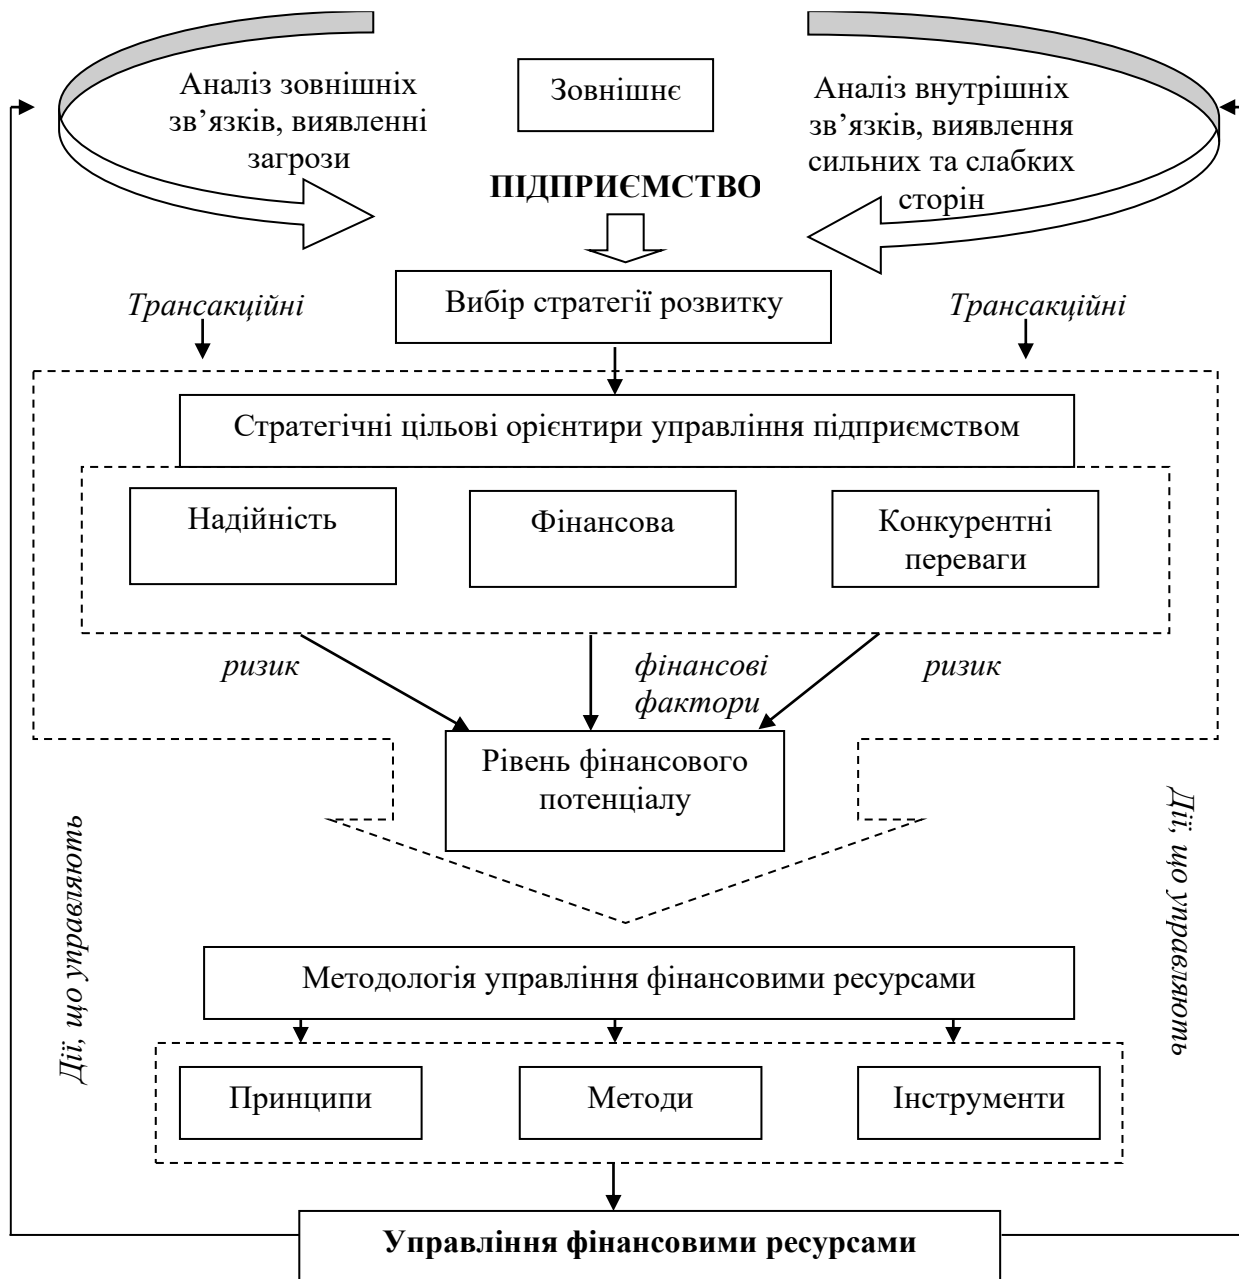 Аналіз зовнішніх
зв’язків, виявленні
загрози
Зовнішнє
Аналіз внутрішніх
зв’язків, виявлення
сильних та слабких
сторін
ПІДПРИЄМСТВО
Вибір стратегії розвитку
Трансакційні
Трансакційні
Стратегічні цільові орієнтири управління підприємством
Надійність
Фінансова
Конкурентні
переваги
ризик
фінансові
фактори
ризик
Рівень фінансового
потенціалу
Дії, що управляють
Дії, що управляють
Методологія управління фінансовими ресурсами
Принципи
Методи
Інструменти
Управління фінансовими ресурсами